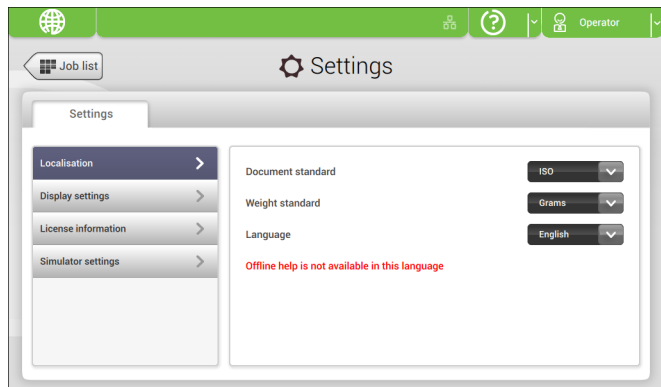 Operator
Job list
Settings
Settings
Localisation
Display settings
License information
Simulator settings
Document standard
ISO
Weight standard
Grams
Language
English
Offline help is not available in this language